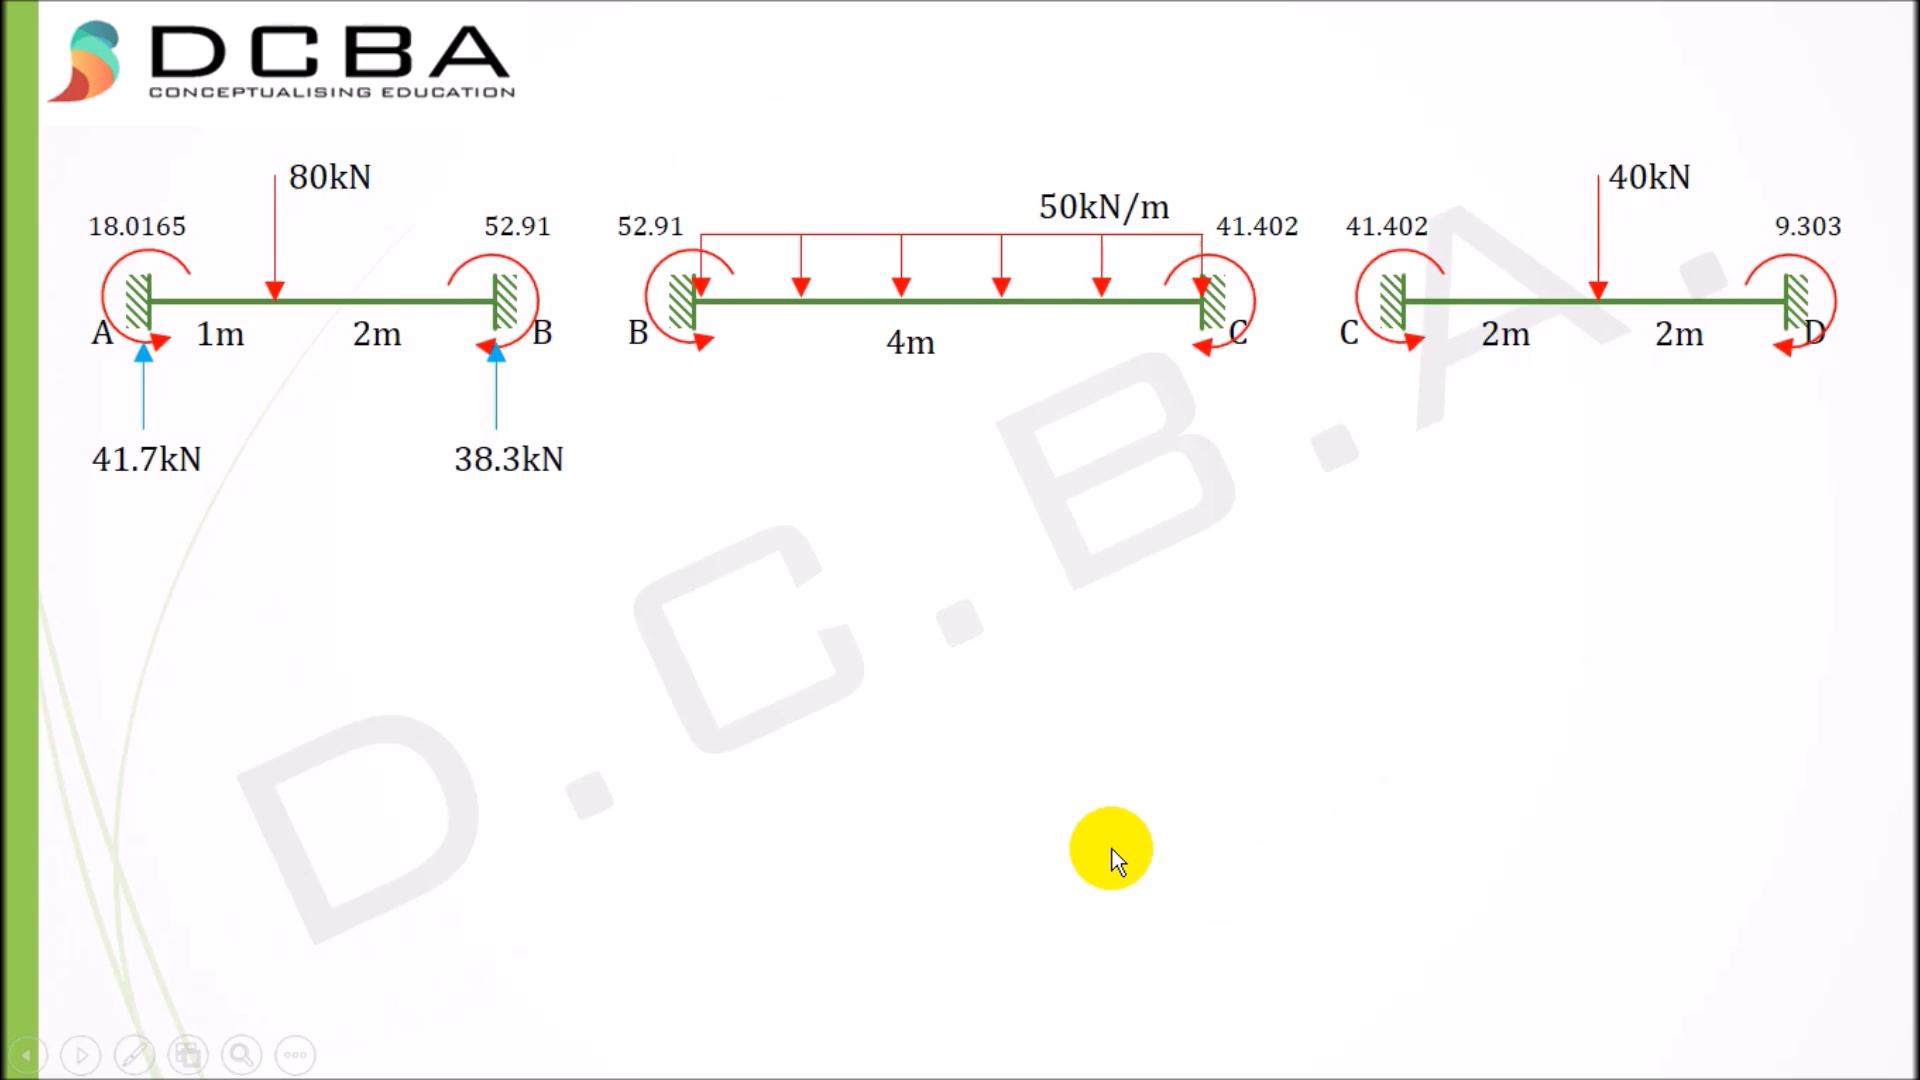 DCBA
CONCEPTUALISING EDUCATION
80kN
50kN/m
40kN
18.0165
52.91
52.91
41.402
41.402
9.303
A
1m
2m
B
B
4m
C
C
2m
2m
D
41.7kN
38.3kN
D.C.B.A.